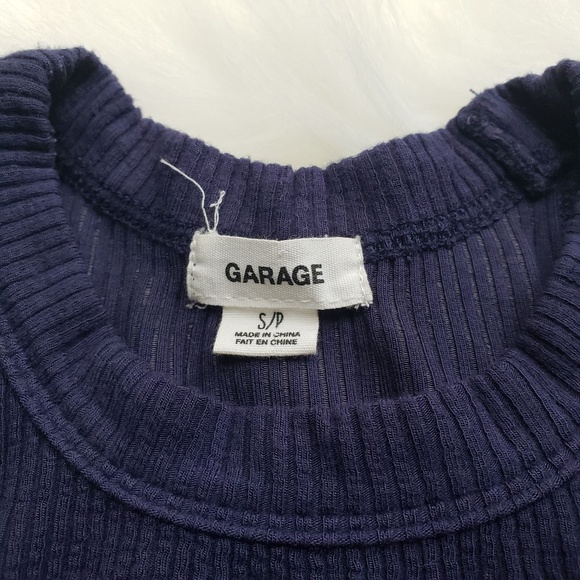 GARAGE
S/P
MADE IN CHINA
FAIT EN CHINE